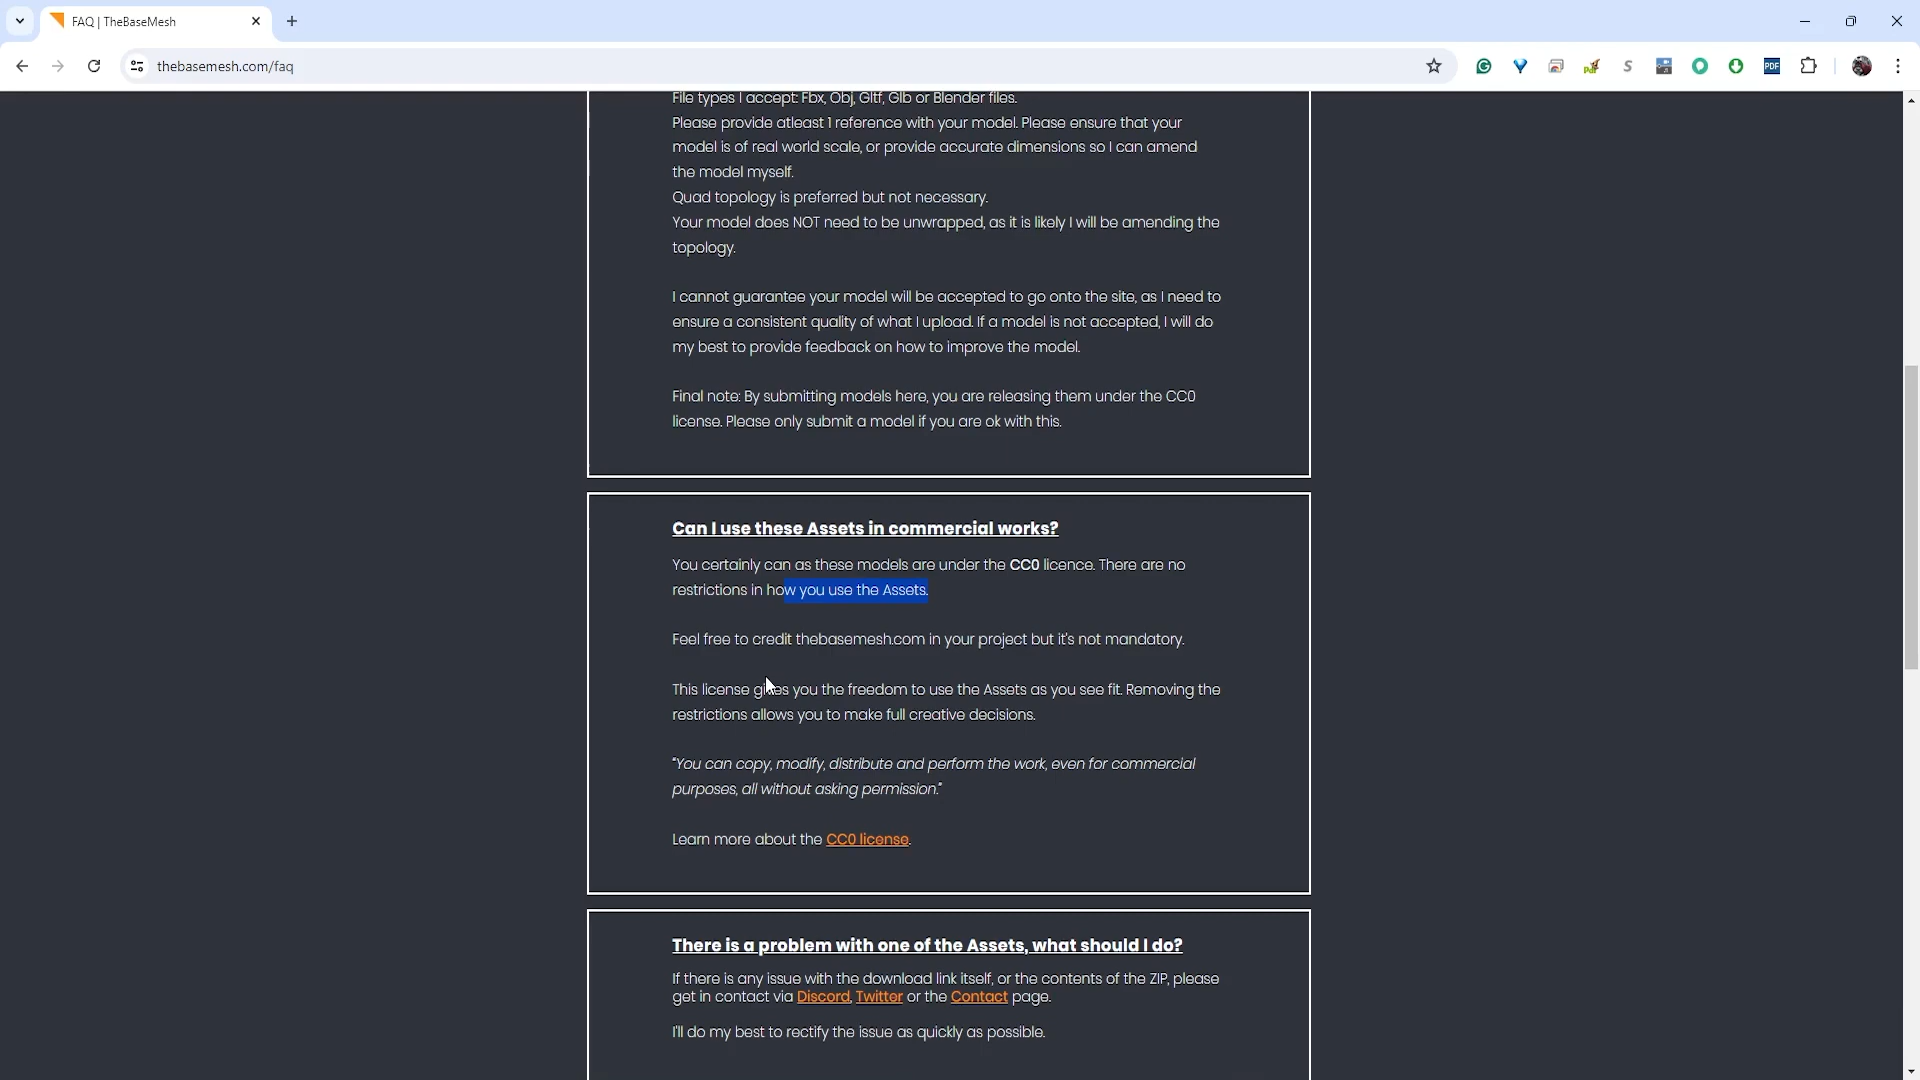 FAQ | TheBaseMesh
thebasemesh.com/faq
PDF
File types I accept: Fbx, Obj, Gltf, Glb or Blender files.
Please provide atleast 1 reference with your model. Please ensure that your
model is of real world scale, or provide accurate dimensions so I can amend
the model myself.
Quad topology is preferred but not necessary.
Your model does NOT need to be unwrapped, as it is likely I will be amending the
topology.
I cannot guarantee your model will be accepted to go onto the site, as I need to
ensure a consistent quality of what I upload. If a model is not accepted, I will do
my best to provide feedback on how to improve the model.
Final note: By submitting models here, you are releasing them under the CC0
license. Please only submit a model if you are ok with this.
Can I use these Assets in commercial works?
You certainly can as these models are under the CC0 licence. There are no
restrictions in how you use the Assets.
Feel free to credit thebasemesh.com in your project but it's not mandatory.
This license gives you the freedom to use the Assets as you see fit. Removing the
restrictions allows you to make full creative decisions.
"You can copy, modify, distribute and perform the work, even for commercial
purposes, all without asking permission."
Learn more about the CC0 license.
There is a problem with one of the Assets, what should I do?
If there is any issue with the download link itself, or the contents of the ZIP, please
get in contact via Discord, Twitter or the Contact page.
I'll do my best to rectify the issue as quickly as possible.